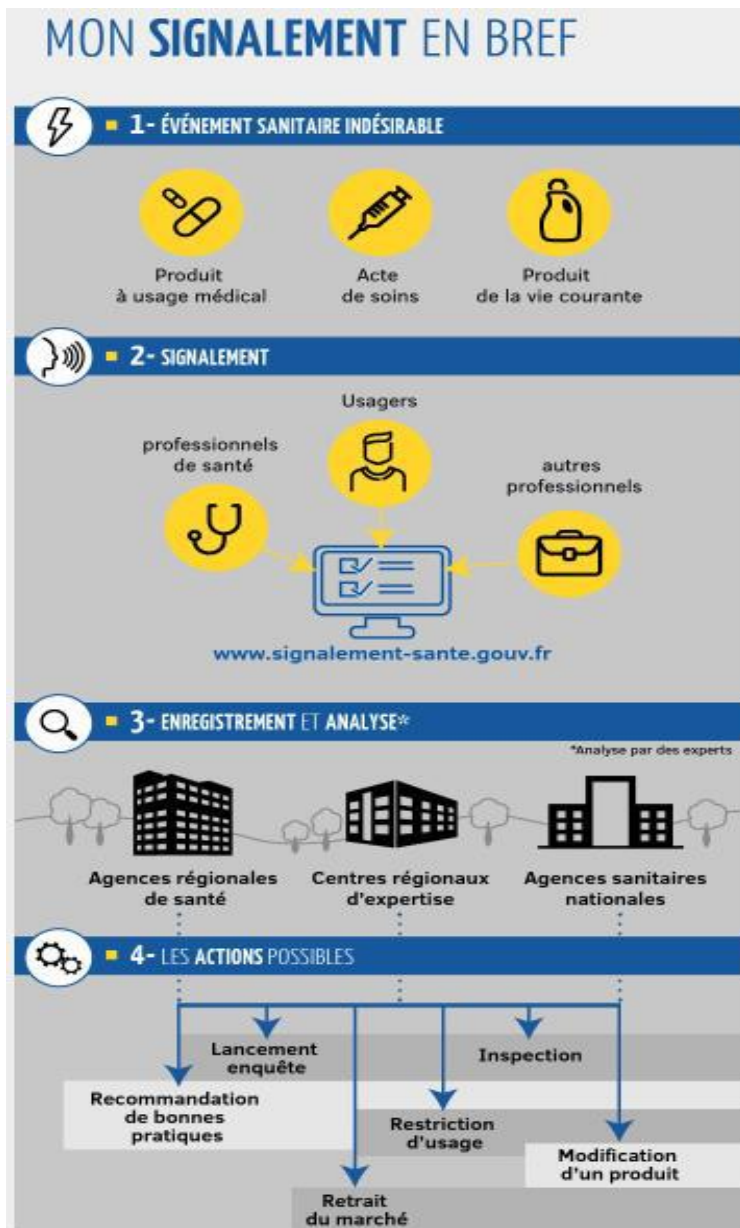 MON SIGNALEMENT EN BREF
1- ÉVÉNEMENT SANITAIRE INDÉSIRABLE
Produit
à usage médical
Acte
de soins
Produit
de la vie courante
2- SIGNALEMENT
Usagers
professionnels
de santé
autres
professionnels
www.signalement-sante.gouv.fr
3- ENREGISTREMENT ET ANALYSE*
*Analyse par des experts
Agences régionales
de santé
Centres régionaux
d'expertise
Agences sanitaires
nationales
4- LES ACTIONS POSSIBLES
Lancement
enquête
Inspection
Recommandation
de bonnes
pratiques
Restriction
d'usage
Modification
d'un produit
Retrait
du marché